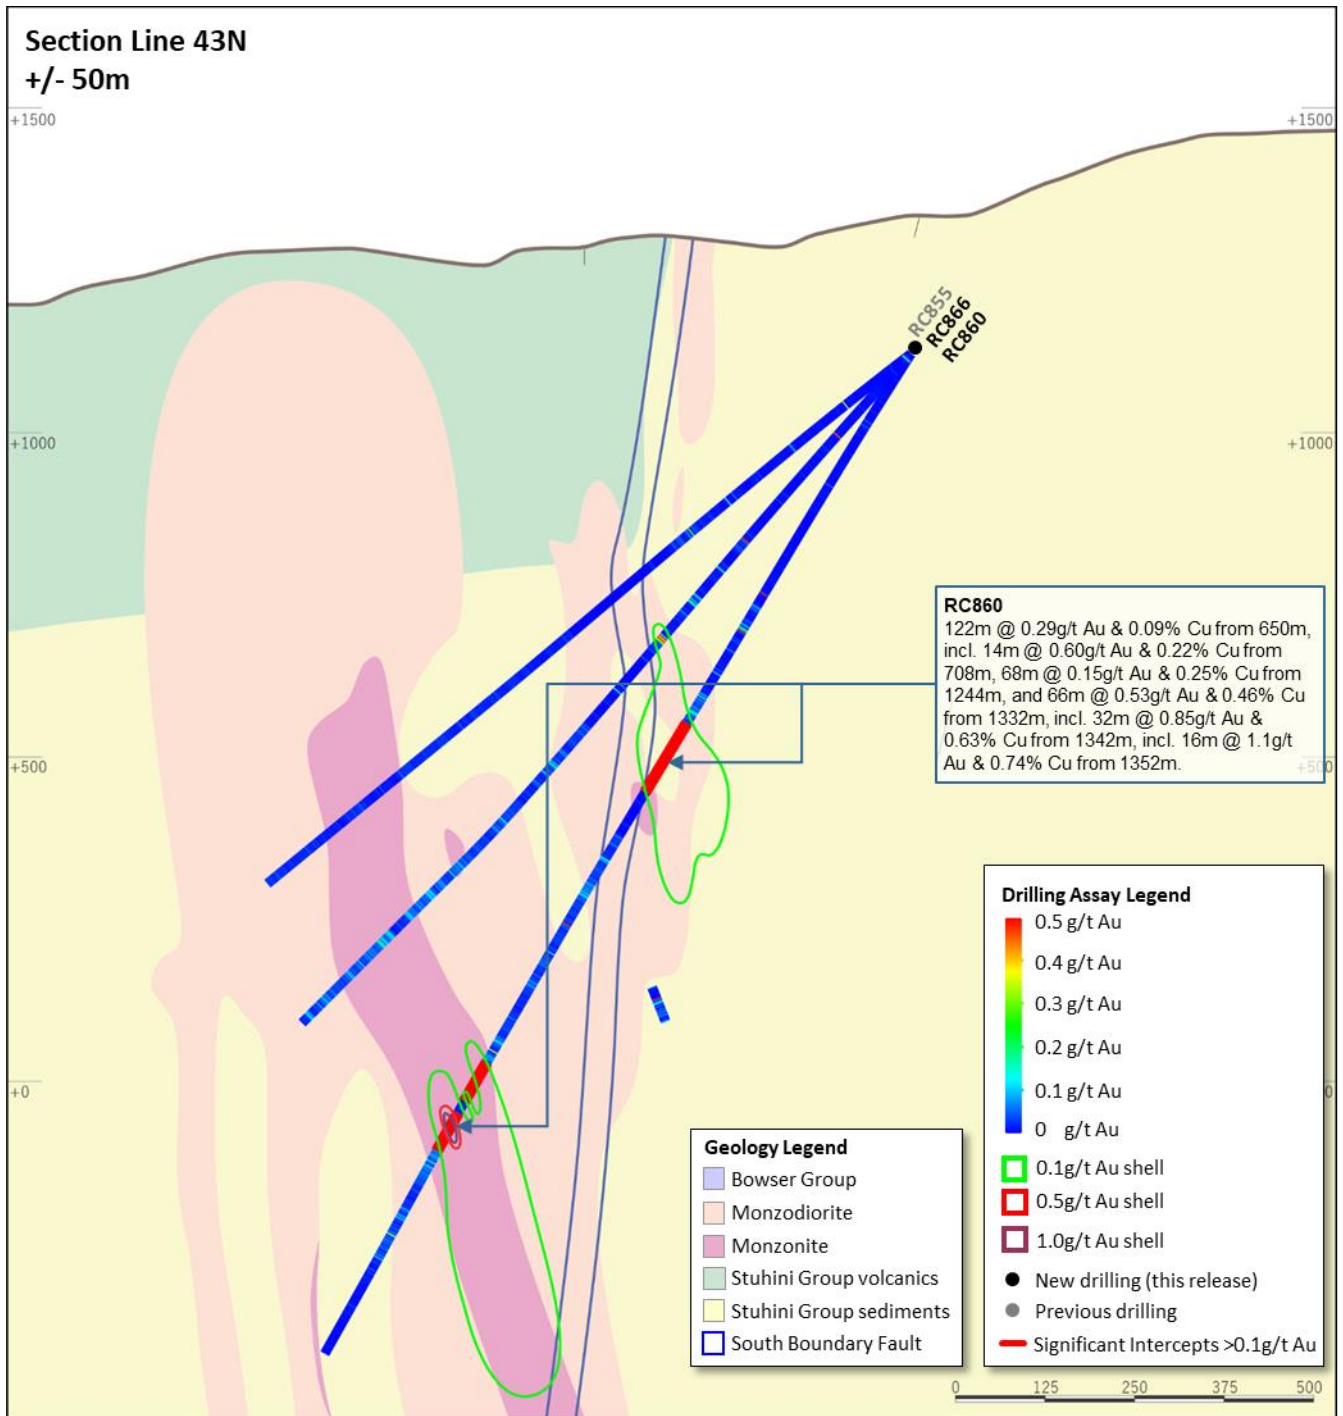 Section Line 43N
+/- 50m
+1500
+1500
RC855
RC866
RC860
+1000
+1000
RC860
122m @ 0.29g/t Au & 0.09% Cu from 650m,
incl. 14m @ 0.60g/t Au & 0.22% Cu from
708m, 68m @ 0.15g/t Au & 0.25% Cu from
1244m, and 66m @ 0.53g/t Au & 0.46% Cu
from 1332m, incl. 32m @ 0.85g/t Au &
0.63% Cu from 1342m, incl. 16m @ 1.1g/t
Au & 0.74% Cu from 1352m.
+500
+500
Drilling Assay Legend
0.5 g/t Au
0.4 g/t Au
0.3 g/t Au
0.2 g/t Au
0.1 g/t Au
0 g/t Au
0.1g/t Au shell
0.5g/t Au shell
1.0g/t Au shell
New drilling (this release)
Previous drilling
Significant Intercepts >0.1g/t Au
+0
0
Geology Legend
Bowser Group
Monzodiorite
Monzonite
Stuhini Group volcanics
Stuhini Group sediments
South Boundary Fault
0 125 250 375 500